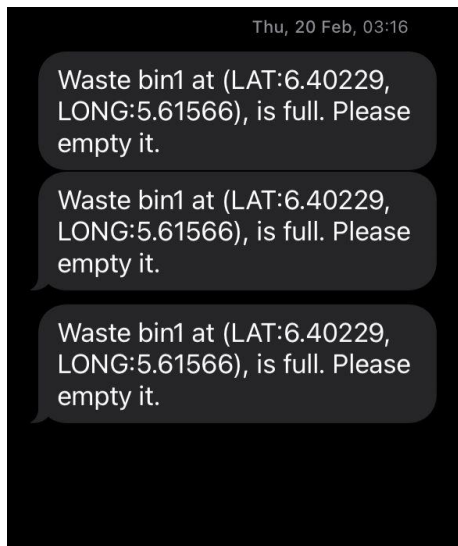 Thu, 20 Feb, 03:16
Waste bin1 at (LAT:6.40229,
LONG:5.61566), is full. Please
empty it.
Waste bin1 at (LAT:6.40229,
LONG:5.61566), is full. Please
empty it.
Waste bin1 at (LAT:6.40229,
LONG:5.61566), is full. Please
empty it.